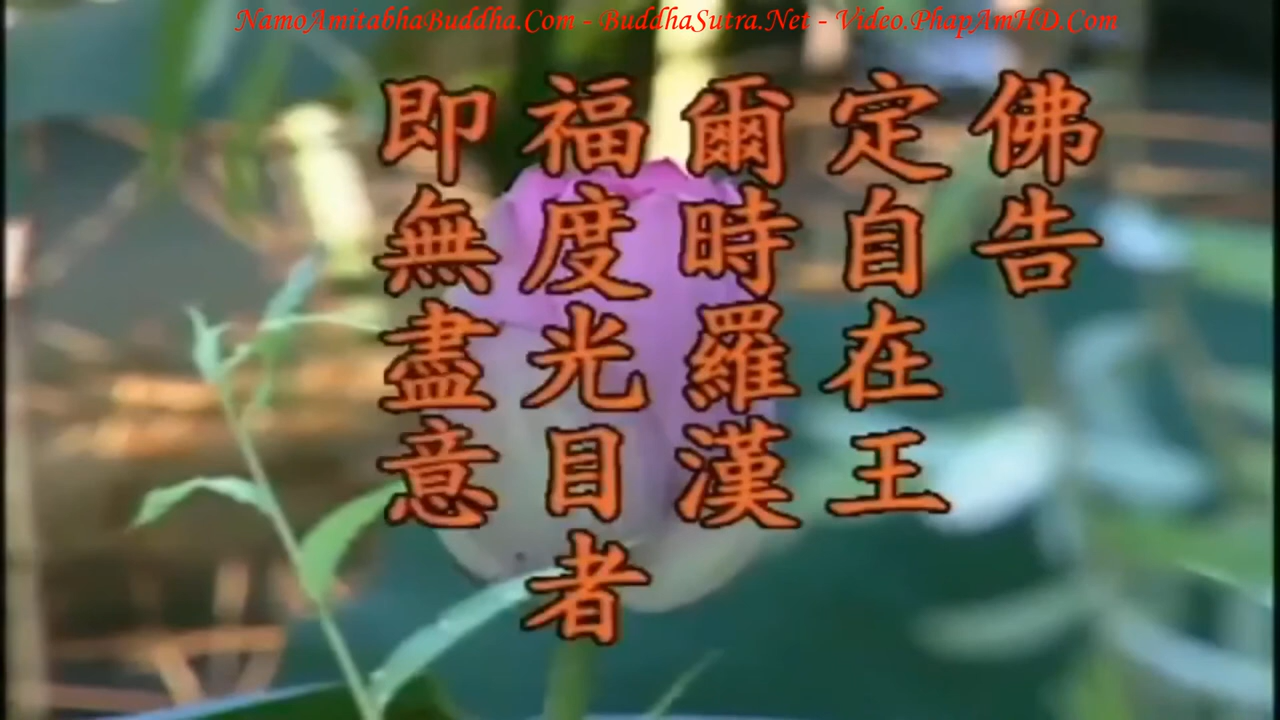 NamoAmitabhaBuddha.Com - BuddhaSutra.Net - Video.PhapAmHD.Com
佛告
定自在王
爾時羅漢
福度光目者
即無盡意